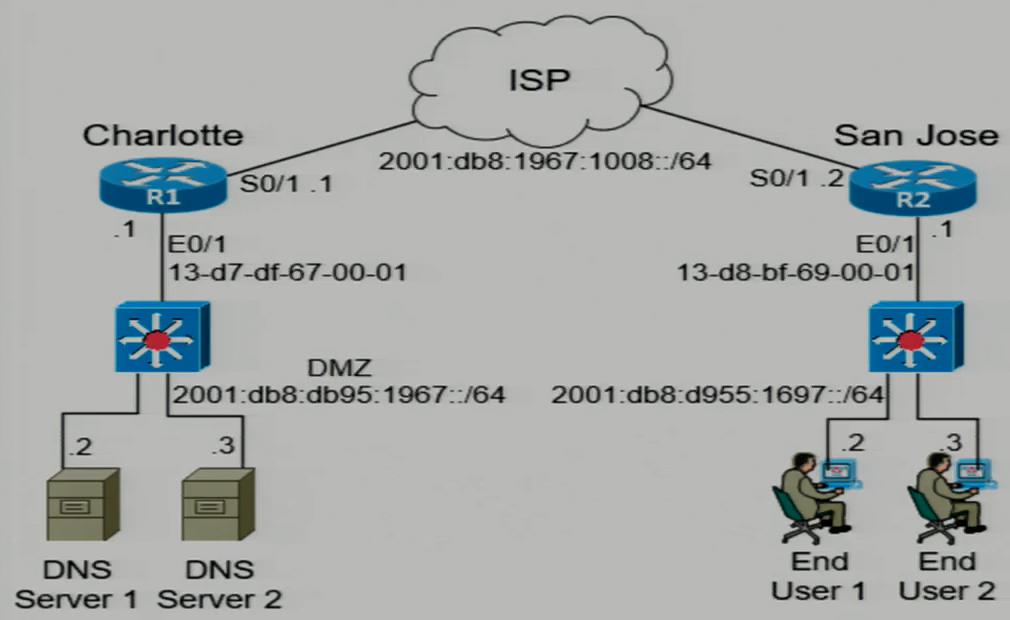 ISP
Charlotte
San Jose
2001:db8:1967:1008::/64
S0/1 .1
S0/1 .2
R1
R2
.1
.1
E0/1
E0/1
13-d7-df-67-00-01
13-d8-bf-69-00-01
DMZ
2001:db8:db95:1967::/64
2001:db8:d955:1697::/64
.2
.3
.2
.3
DNS
Server 1
DNS
Server 2
End
User 1
End
User 2